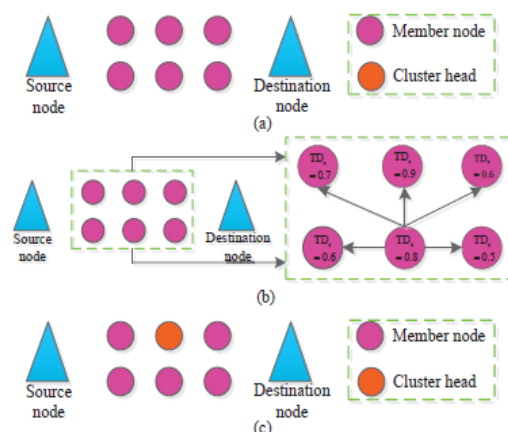 Source
node
Destination
node
Member node
Cluster head
(a)
Source
node
Destination
node
TD
= 0.7
TD
= 0.9
TD
= 0.6
TD
= 0.6
TD
= 0.8
TD
= 0.5
(b)
Source
node
Destination
node
Member node
Cluster head
(c)